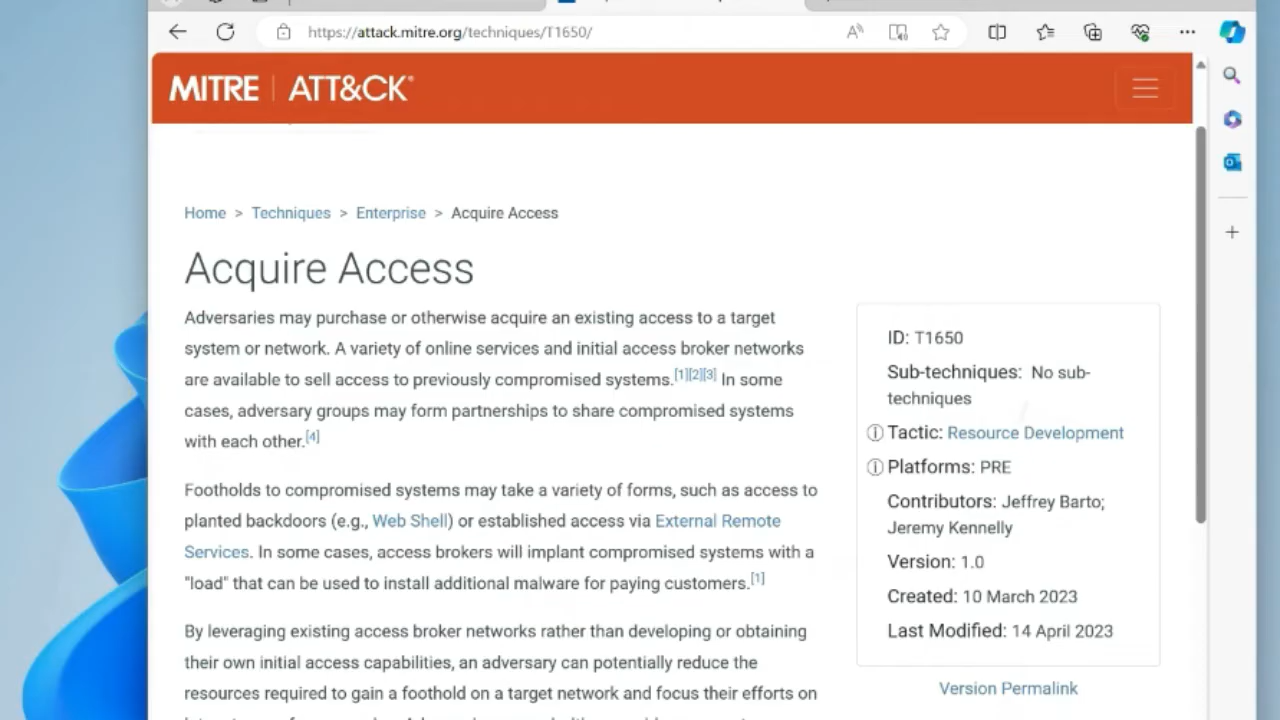 https://attack.mitre.org/techniques/T1650/
MITRE | ATT&CK®
Home > Techniques > Enterprise > Acquire Access
Acquire Access
Adversaries may purchase or otherwise acquire an existing access to a target
system or network. A variety of online services and initial access broker networks
are available to sell access to previously compromised systems.[1][2][3] In some
cases, adversary groups may form partnerships to share compromised systems
with each other.[4]
Footholds to compromised systems may take a variety of forms, such as access to
planted backdoors (e.g., Web Shell) or established access via External Remote
Services. In some cases, access brokers will implant compromised systems with a
"load" that can be used to install additional malware for paying customers.[1]
By leveraging existing access broker networks rather than developing or obtaining
their own initial access capabilities, an adversary can potentially reduce the
resources required to gain a foothold on a target network and focus their efforts on
ID: T1650
Sub-techniques: No sub-
techniques
Tactic: Resource Development
Platforms: PRE
Contributors: Jeffrey Barto;
Jeremy Kennelly
Version: 1.0
Created: 10 March 2023
Last Modified: 14 April 2023
Version Permalink